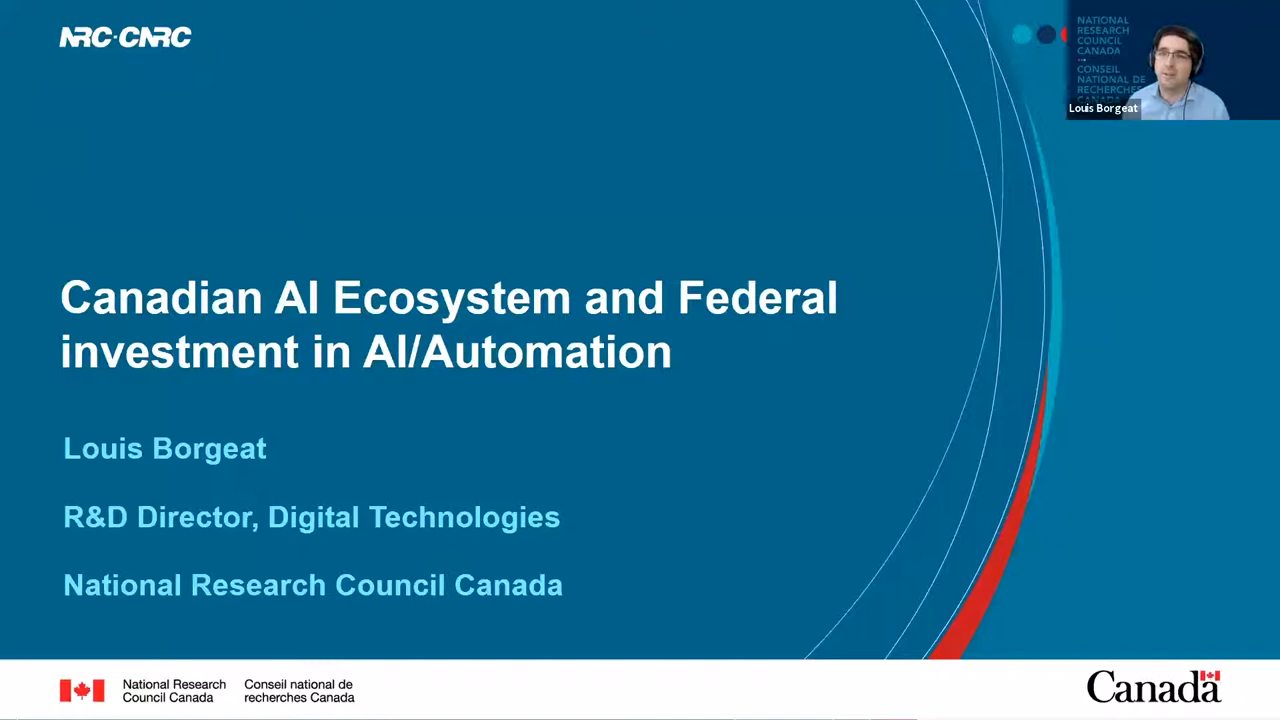 NRC·CNRC
NATIONAL
RESEARCH
COUNCIL
CANADA
CONSEIL
NATIONAL DE
RECHERCHES
CANADA
Louis Borgeat
Canadian AI Ecosystem and Federal
investment in AI/Automation
Louis Borgeat
R&D Director, Digital Technologies
National Research Council Canada
National Research
Council Canada
Conseil national de
recherches Canada
Canada